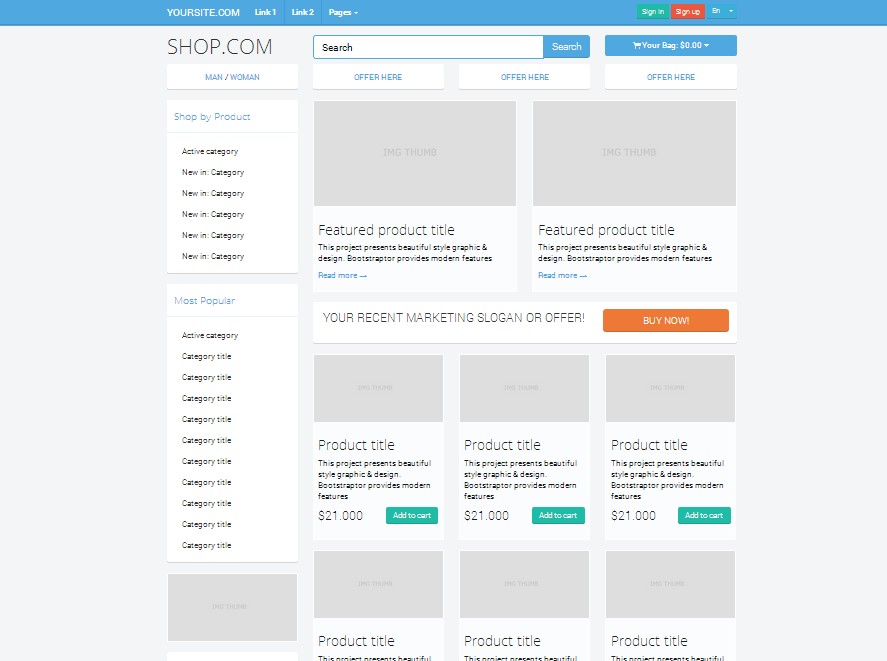 YOURSITE.COM Link 1 Link 2 Pages Sign in Sign up En
SHOP.COM Search Search Your Bag: $0.00
MAN / WOMAN OFFER HERE OFFER HERE OFFER HERE
Shop by Product
Active category
New in: Category
New in: Category
New in: Category
New in: Category
New in: Category
Most Popular
Active category
Category title
Category title
Category title
Category title
Category title
Category title
Category title
Category title
Category title
Category title
IMG THUMB
IMG THUMB IMG THUMB
Featured product title Featured product title
This project presents beautiful style graphic & This project presents beautiful style graphic &
design. Bootstraptor provides modern features design. Bootstraptor provides modern features
Read more → Read more →
YOUR RECENT MARKETING SLOGAN OR OFFER! BUY NOW!
IMG THUMB IMG THUMB IMG THUMB
Product title Product title Product title
This project presents beautiful This project presents beautiful This project presents beautiful
style graphic & design. style graphic & design. style graphic & design.
Bootstraptor provides modern Bootstraptor provides modern Bootstraptor provides modern
features features features
$21.000 Add to cart $21.000 Add to cart $21.000 Add to cart
IMG THUMB IMG THUMB IMG THUMB
Product title Product title Product title
This project presents beautiful This project presents beautiful This project presents beautiful